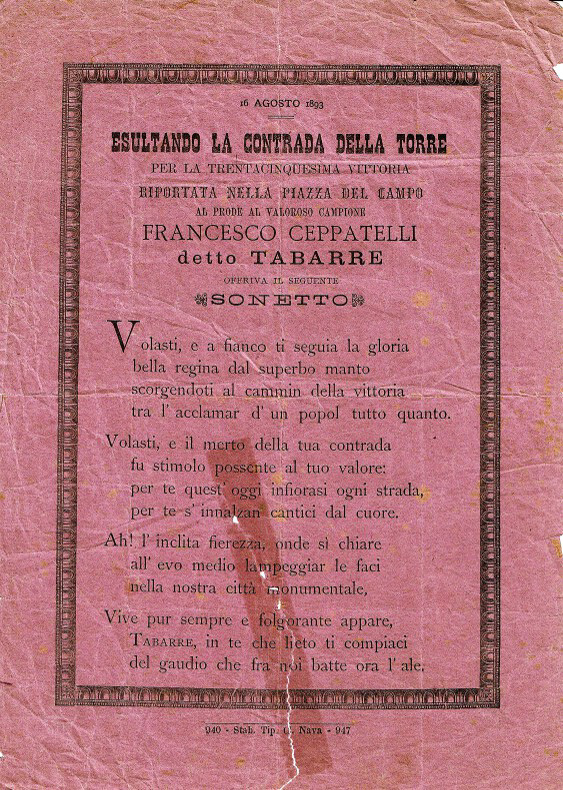 16 AGOSTO 1893
ESULTANDO LA CONTRADA DELLA TORRE
PER LA TRENTACINQUESIMA VITTORIA
RIPORTATA NELLA PIAZZA DEL CAMPO
AL PRODE AL VALOROSO CAMPIONE
FRANCESCO CEPPATELLI
detto TABARRE
OFFRIVA IL SEGUENTE
SONETTO
Volasti, e a fianco ti seguia la gloria
bella regina dal superbo manto
scorgendoti al cammin della vittoria
tra l' acclamar d' un popol tutto quanto.
Volasti, e il merto della tua contrada
fu stimolo possente al tuo valore:
per te quest' oggi infiorasi ogni strada,
per te s' innalzan cantici dal cuore.
Ah! l' inclita fierezza, onde sì chiare
all' evo medio lampeggiar le faci
nella nostra città monumentale,
Vive pur sempre e folgorante appare,
TABARRE, in te che lieto ti compiaci
del gaudio che fra noi batte ora l' ale.
940 - Stab. Tip. Nava - 947